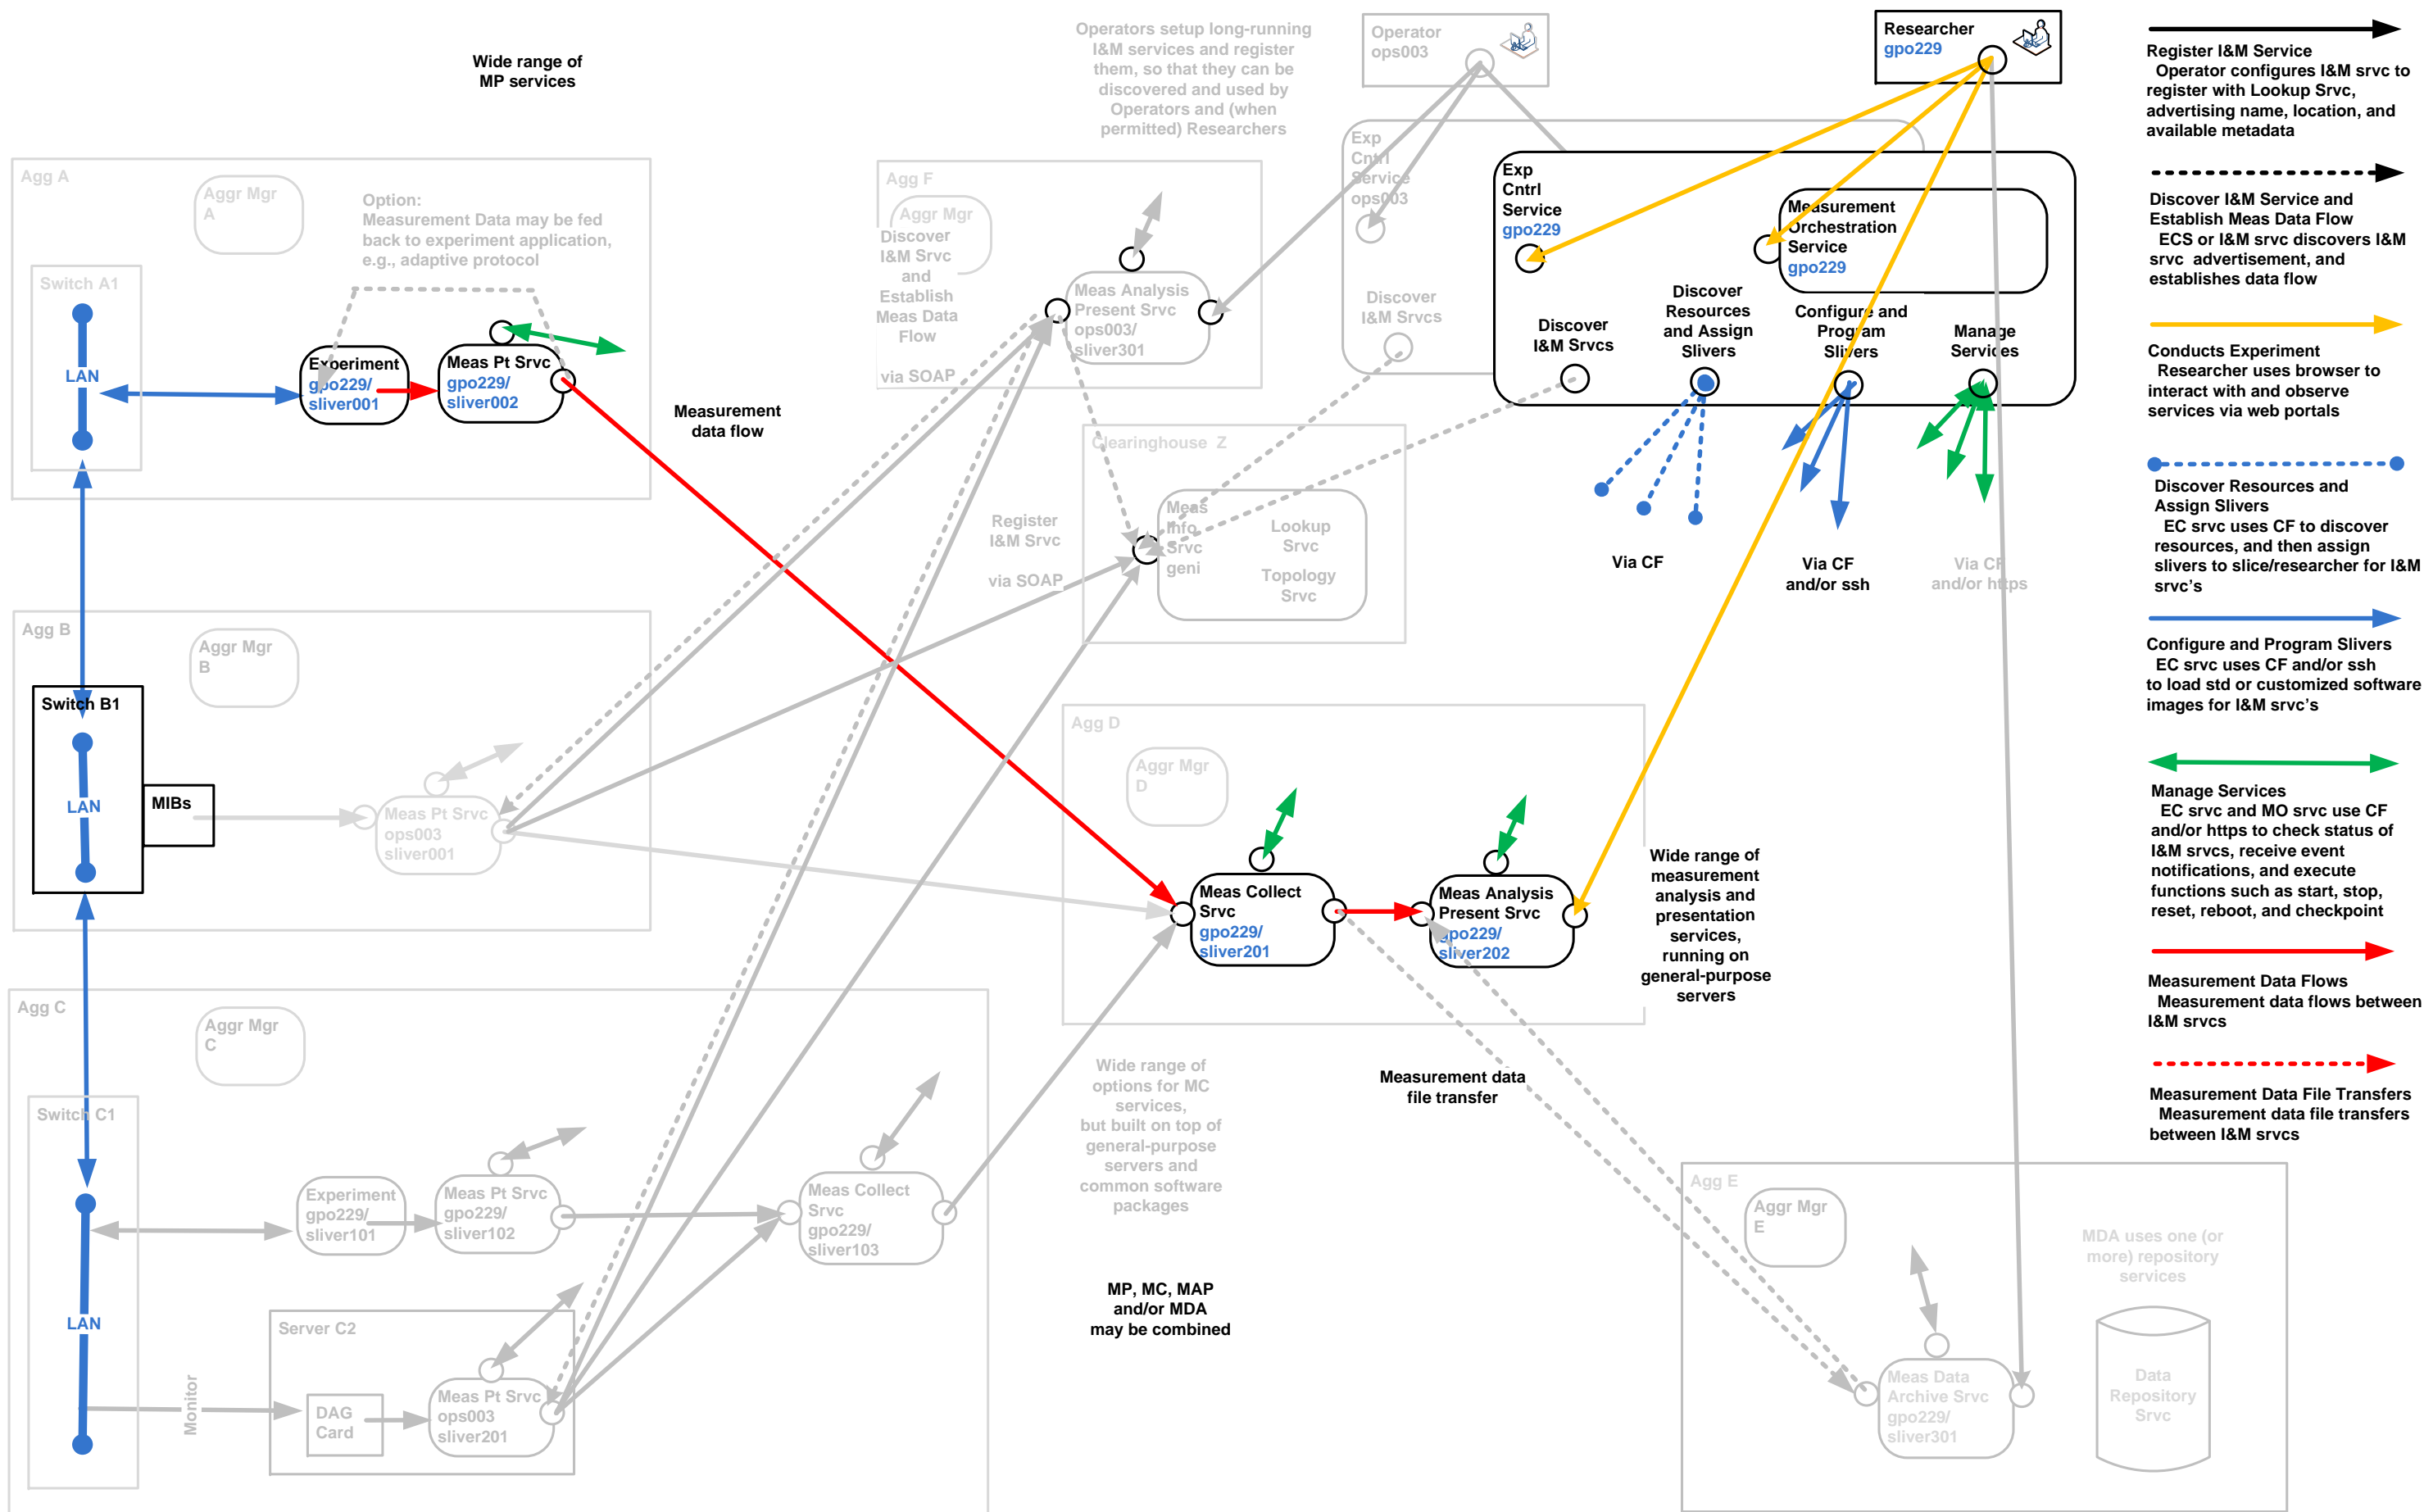 Wide range of
MP services
Operators setup long-running
I&M services and register
them, so that they can be
discovered and used by
Operators and (when
permitted) Researchers
Operator
ops003
Researcher
gpo229
Agg A
Aggr Mgr
A
Option:
Measurement Data may be fed
back to experiment application,
e.g., adaptive protocol
Switch A1
LAN
Experiment
gpo229/
sliver001
Meas Pt Srvc
gpo229/
sliver002
Measurement
data flow
Agg F
Aggr Mgr
Discover
I&M Srvc
and
Establish
Meas Data
Flow
via SOAP
Meas Analysis
Present Srvc
ops003/
sliver301
Exp
Cntrl
Service
ops003
Discover
I&M Srvcs
Exp
Cntrl
Service
gpo229
Measurement
Orchestration
Service
gpo229
Discover
I&M Srvcs
Discover
Resources
and Assign
Slivers
Configure and
Program
Slivers
Manage
Services
Via CF
Via CF
and/or ssh
Via CF
and/or https
Clearinghouse Z
Meas
Info
Srvc
geni
Lookup
Srvc
Topology
Srvc
Register
I&M Srvc
via SOAP
Agg B
Aggr Mgr
B
Switch B1
LAN
MIBs
Meas Pt Srvc
ops003
sliver001
Agg D
Aggr Mgr
D
Meas Collect
Srvc
gpo229/
sliver201
Meas Analysis
Present Srvc
gpo229/
sliver202
Wide range of
measurement
analysis and
presentation
services,
running on
general-purpose
servers
Agg C
Aggr Mgr
C
Switch C1
LAN
Experiment
gpo229/
sliver101
Meas Pt Srvc
gpo229/
sliver102
Meas Collect
Srvc
gpo229/
sliver103
Monitor
Server C2
DAG
Card
Meas Pt Srvc
ops003
sliver201
Wide range of
options for MC
services,
but built on top of
general-purpose
servers and
common software
packages
Measurement data
file transfer
MP, MC, MAP
and/or MDA
may be combined
Agg E
Aggr Mgr
E
MDA uses one (or
more) repository
services
Meas Data
Archive Srvc
gpo229/
sliver301
Data
Repository
Srvc
Register I&M Service
Operator configures I&M srvc to
register with Lookup Srvc,
advertising name, location, and
available metadata
Discover I&M Service and
Establish Meas Data Flow
ECS or I&M srvc discovers I&M
srvc advertisement, and
establishes data flow
Conducts Experiment
Researcher uses browser to
interact with and observe
services via web portals
Discover Resources and
Assign Slivers
EC srvc uses CF to discover
resources, and then assign
slivers to slice/researcher for I&M
srvc's
Configure and Program Slivers
EC srvc uses CF and/or ssh
to load std or customized software
images for I&M srvc's
Manage Services
EC srvc and MO srvc use CF
and/or https to check status of
I&M srvcs, receive event
notifications, and execute
functions such as start, stop,
reset, reboot, and checkpoint
Measurement Data Flows
Measurement data flows between
I&M srvcs
Measurement Data File Transfers
Measurement data file transfers
between I&M srvcs